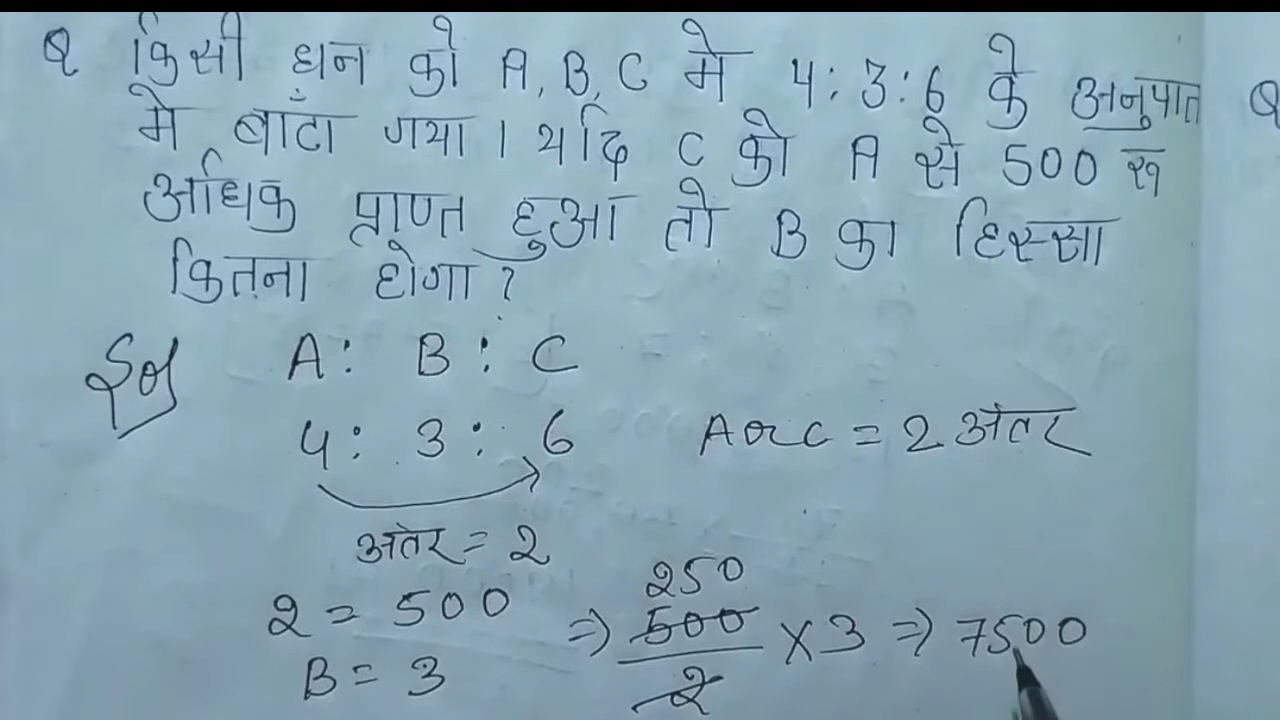 Q किसी धन को A, B, C मे 4:3:6 के अनुपात Q
मे बांटा गया । यदि C को A से 500 रू
अधिक प्राप्त हुआ तो B का हिस्सा
कितना होगा ?
Sol A : B : C
4 : 3 : 6 A or C = 2 अंतर
अंतर = 2
250
2 = 500 ⇒ 500/2 × 3 ⇒ 7500
B = 3